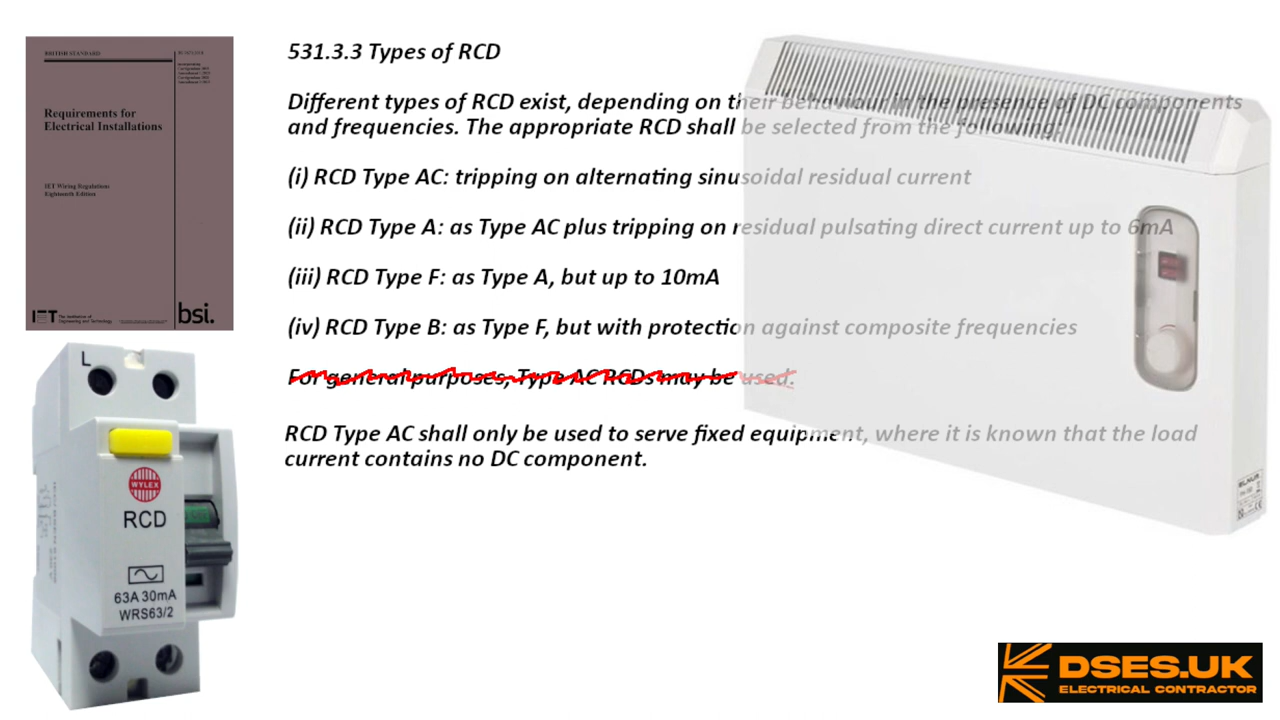 BRITISH STANDARD
Requirements for
Electrical Installations
IET Wiring Regulations
Eighteenth Edition
IET
bsi.
531.3.3 Types of RCD
Different types of RCD exist, depending on their behaviour in the presence of DC components
and frequencies. The appropriate RCD shall be selected from the following:
(i) RCD Type AC: tripping on alternating sinusoidal residual current
(ii) RCD Type A: as Type AC plus tripping on residual pulsating direct current up to 6mA
(iii) RCD Type F: as Type A, but up to 10mA
(iv) RCD Type B: as Type F, but with protection against composite frequencies
For general purposes, Type AC RCDs may be used.
RCD Type AC shall only be used to serve fixed equipment, where it is known that the load
current contains no DC component.
L
WYLEX
RCD
63A 30mA
WRS63/2
ELNUR
DSES.UK
ELECTRICAL CONTRACTOR